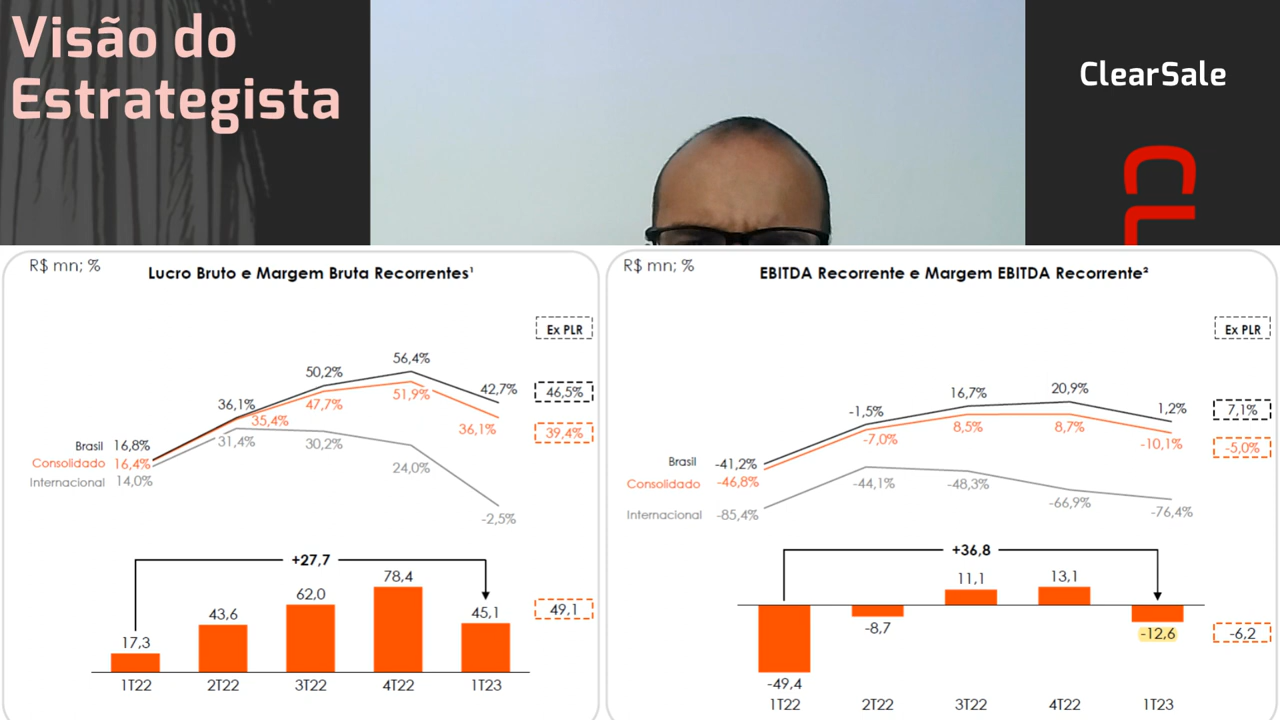 Visão do
Estrategista
ClearSale
CL
R$ mn; %
Lucro Bruto e Margem Bruta Recorrentes¹
Ex PLR
56,4%
50,2%
42,7%
46,5%
51,9%
47,7%
36,1%
35,4%
36,1%
39,4%
Brasil 16,8%
31,4%
30,2%
Consolidado 16,4%
24,0%
Internacional 14,0%
-2,5%
+27,7
78,4
62,0
43,6
45,1
49,1
17,3
1T22 2T22 3T22 4T22 1T23
R$ mn; %
EBITDA Recorrente e Margem EBITDA Recorrente²
Ex PLR
20,9%
16,7%
-1,5%
1,2%
7,1%
-7,0%
8,5%
8,7%
-10,1%
-5,0%
Brasil -41,2%
Consolidado -46,8%
-44,1%
-48,3%
-66,9%
-76,4%
Internacional -85,4%
+36,8
11,1
13,1
-8,7
-12,6
-6,2
-49,4
1T22 2T22 3T22 4T22 1T23